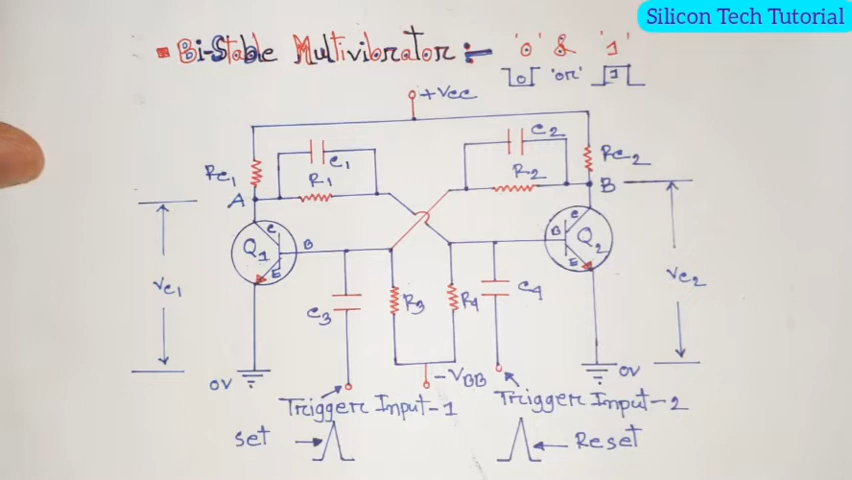 Silicon Tech Tutorial
Bi-Stable Multivibrator :- '0' & '1'
0 'or' 1
+Vcc
C1
C2
Rc1
R1
R2
Rc2
A
B
C
B
E
Q1
C
B
E
Q2
Vc1
Vc2
C3
R3
R4
C4
0V
-VBB
0V
Trigger Input-1
Trigger Input-2
Set
Reset